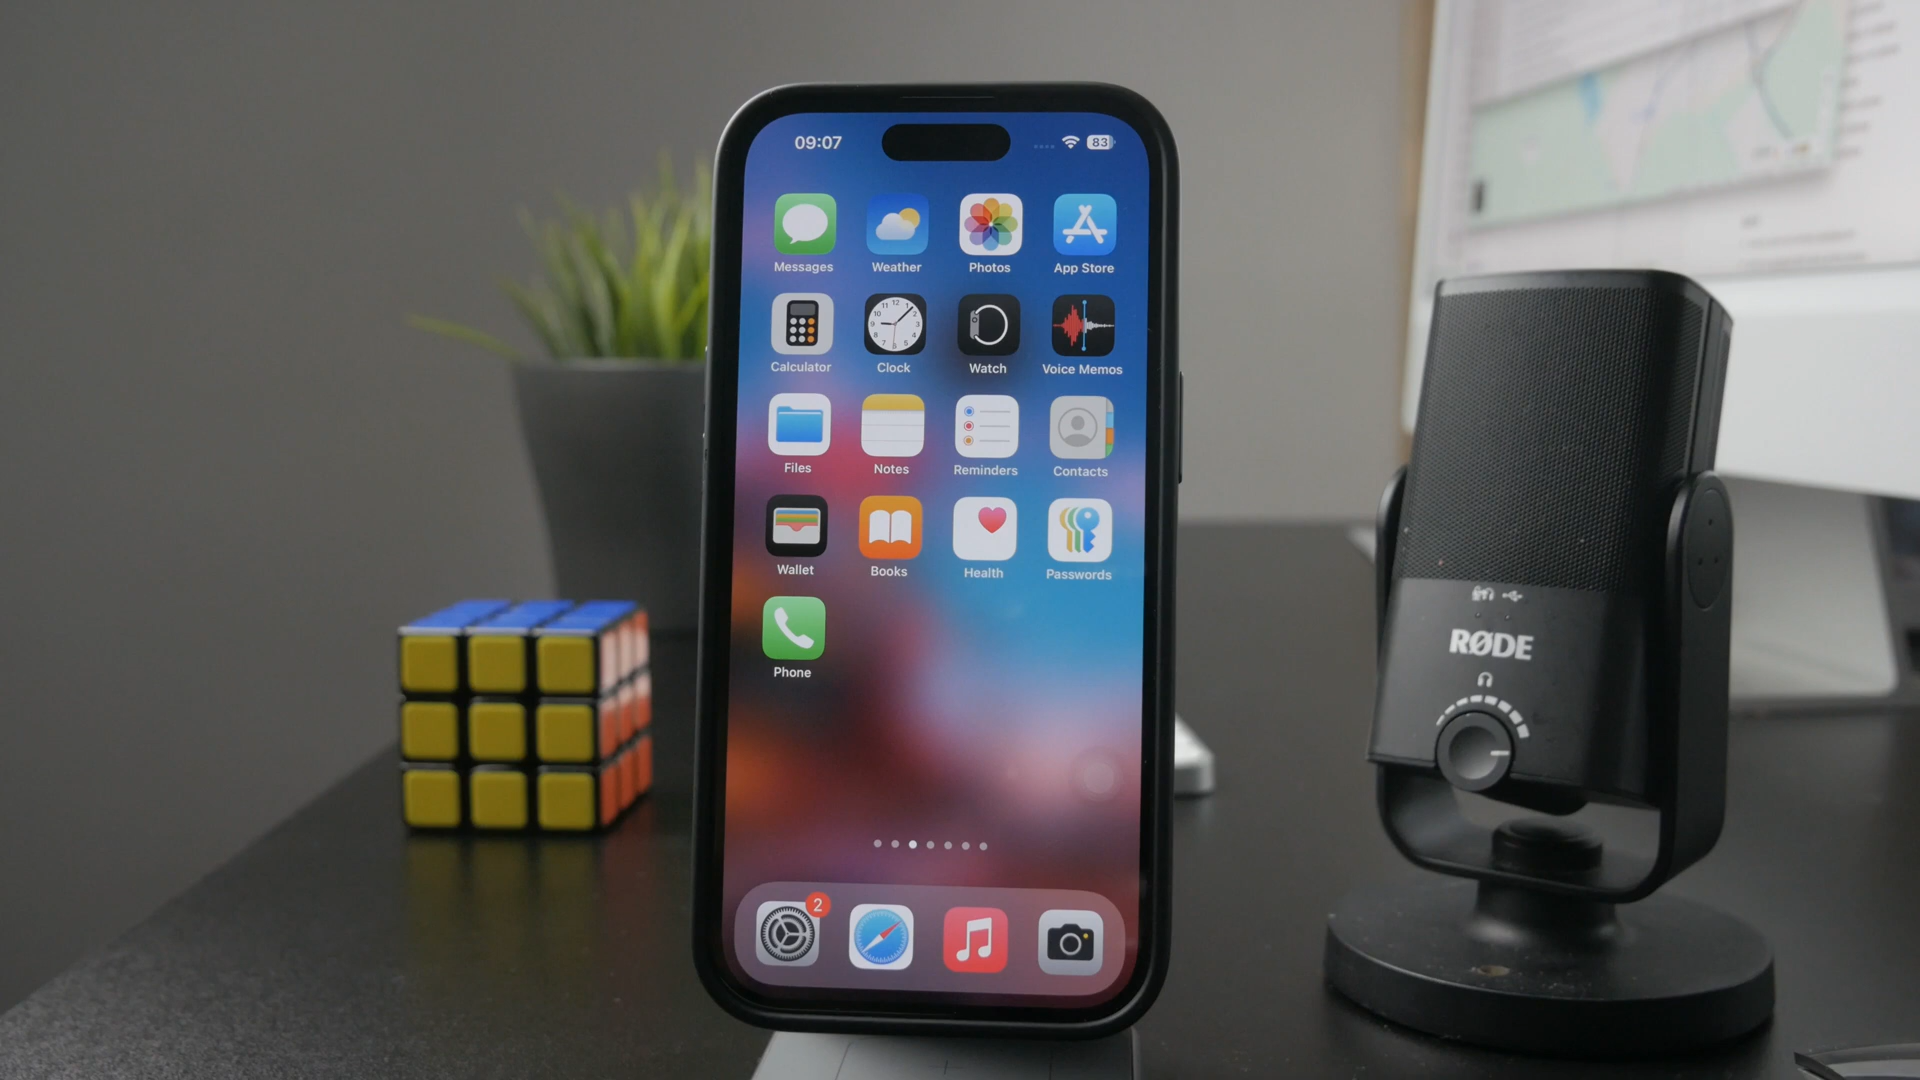 09:07
83
Messages
Weather
Photos
App Store
Calculator
Clock
Watch
Voice Memos
Files
Notes
Reminders
Contacts
Wallet
Books
Health
Passwords
Phone
2
RØDE